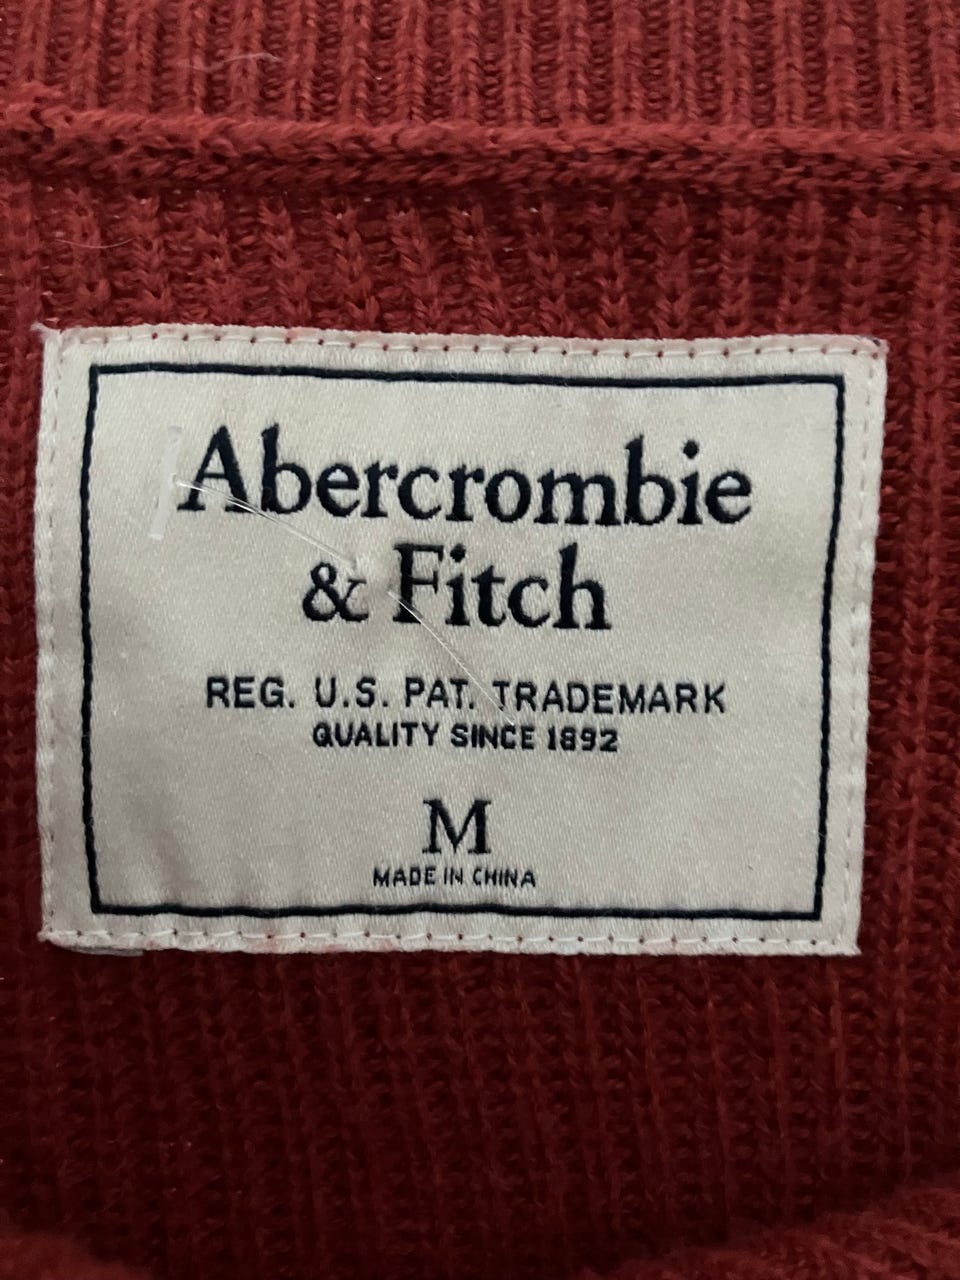 Abercrombie
& Fitch
REG. U.S. PAT. TRADEMARK
QUALITY SINCE 1892
M
MADE IN CHINA